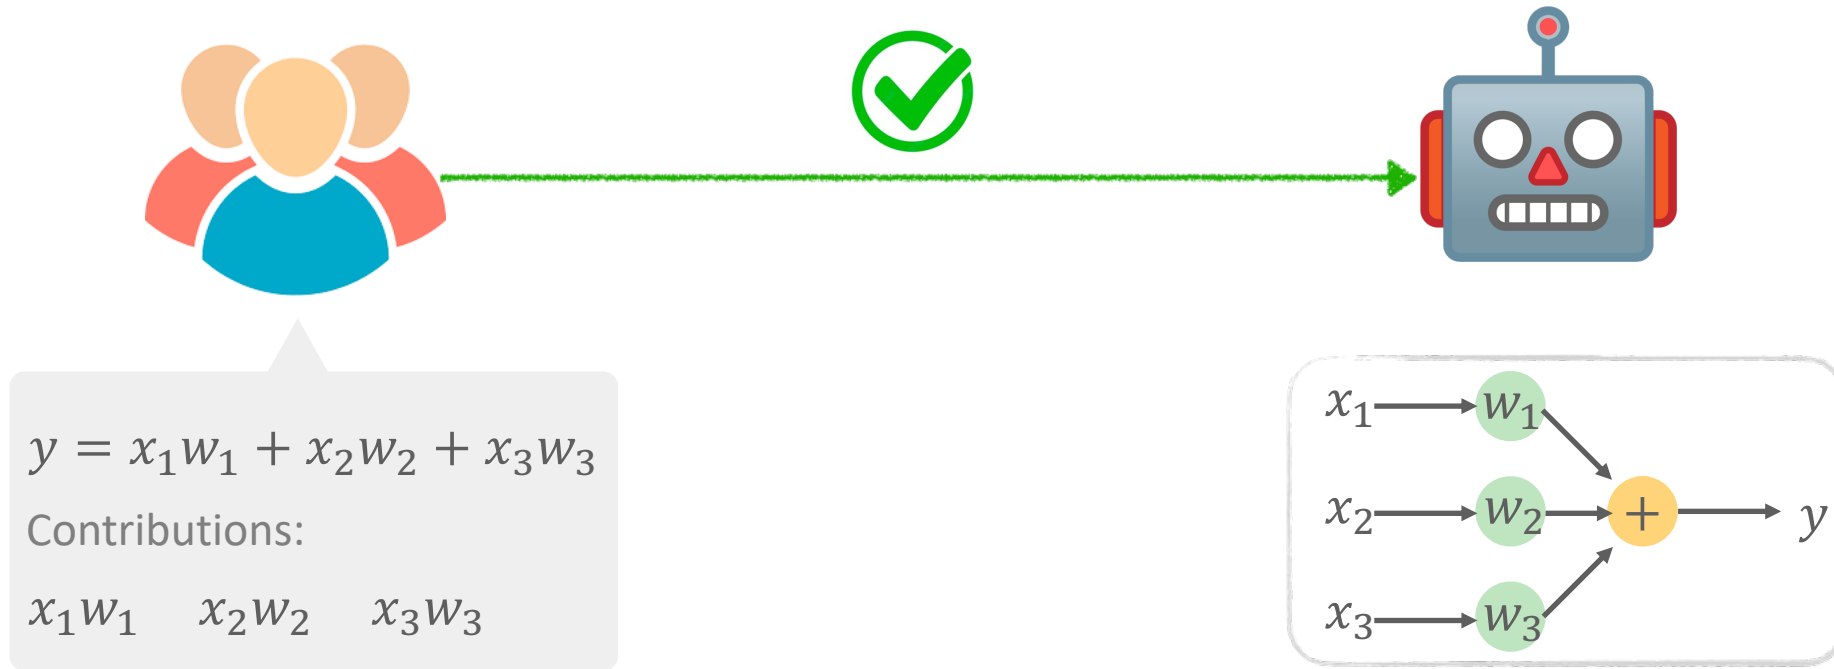 y = x₁w₁ + x₂w₂ + x₃w₃
Contributions:
x₁w₁ x₂w₂ x₃w₃
x₁ w₁
x₂ w₂ + y
x₃ w₃